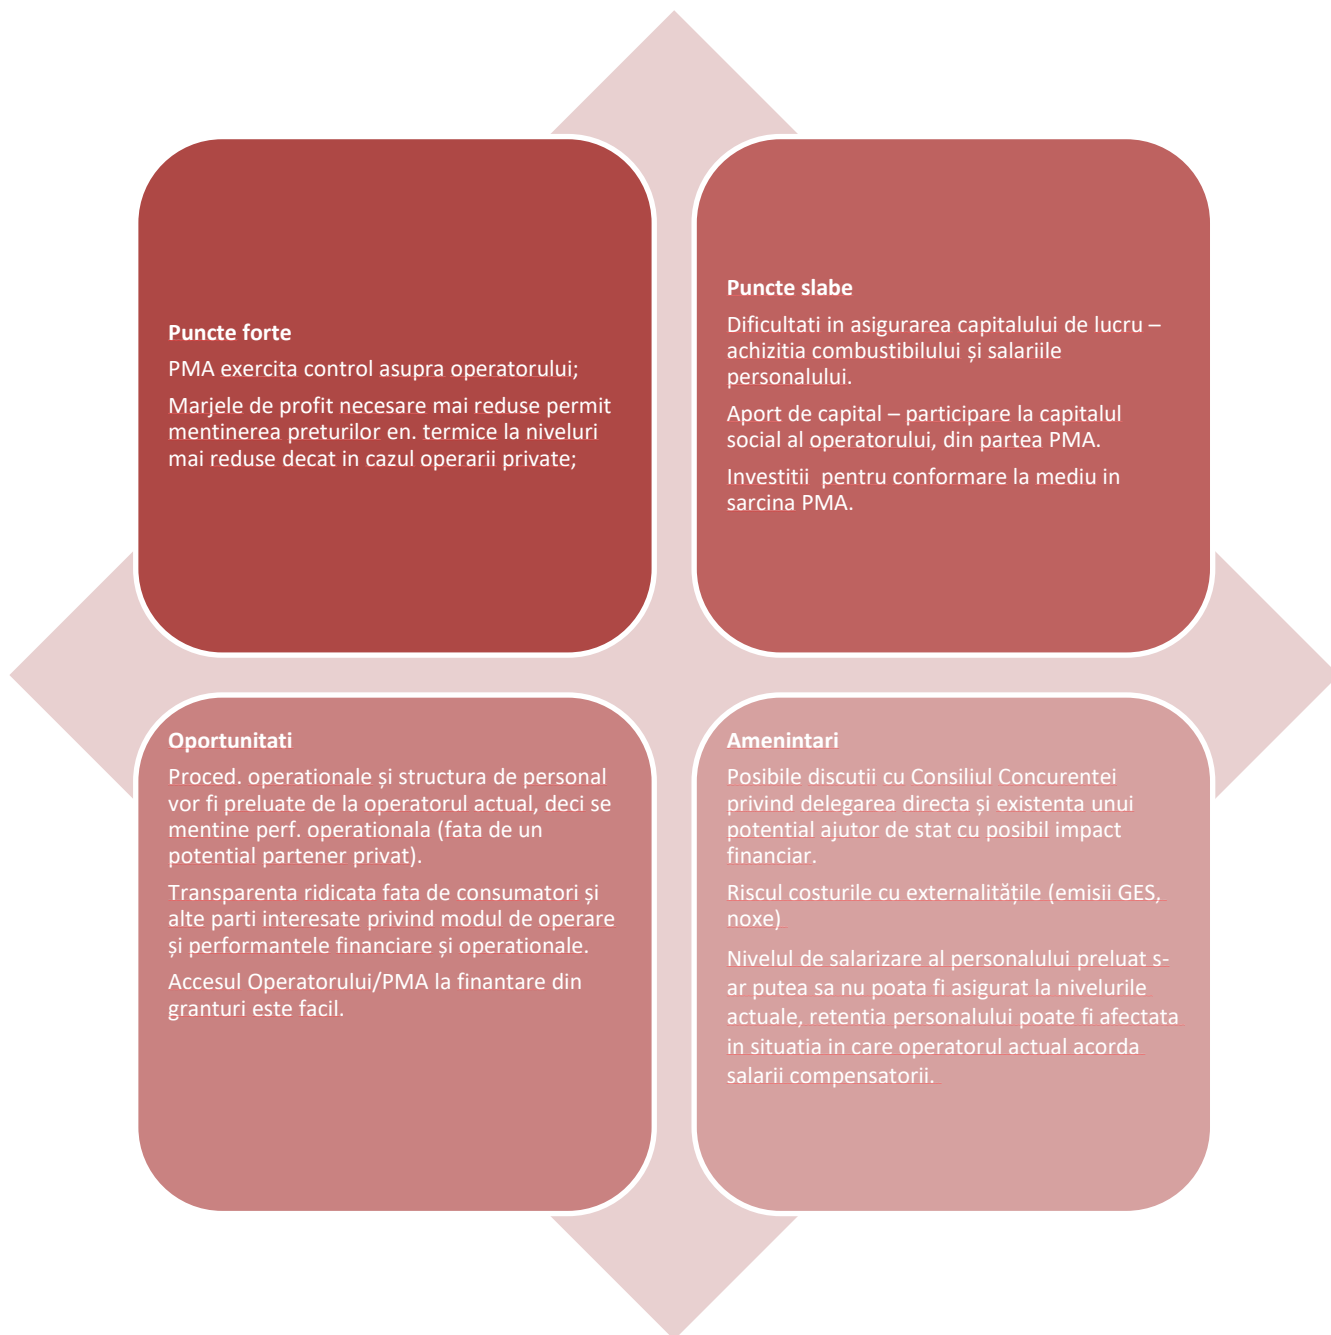 Puncte forte
PMA exercita control asupra operatorului;
Marjele de profit necesare mai reduse permit
mentinerea preturilor en. termice la niveluri
mai reduse decat in cazul operarii private;
Puncte slabe
Dificultati in asigurarea capitalului de lucru –
achizitia combustibilului și salariile
personalului.
Aport de capital – participare la capitalul
social al operatorului, din partea PMA.
Investitii  pentru conformare la mediu in
sarcina PMA.
Oportunitati
Proced. operationale și structura de personal
vor fi preluate de la operatorul actual, deci se
mentine perf. operationala (fata de un
potential partener privat).
Transparenta ridicata fata de consumatori și
alte parti interesate privind modul de operare
și performantele financiare și operationale.
Accesul Operatorului/PMA la finantare din
granturi este facil.
Amenintari
Posibile discutii cu Consiliul Concurentei
privind delegarea directa și existenta unui
potential ajutor de stat cu posibil impact
financiar.
Riscul costurile cu externalitățile (emisii GES,
noxe)
Nivelul de salarizare al personalului preluat s-
ar putea sa nu poata fi asigurat la nivelurile
actuale, retentia personalului poate fi afectata
in situatia in care operatorul actual acorda
salarii compensatorii.